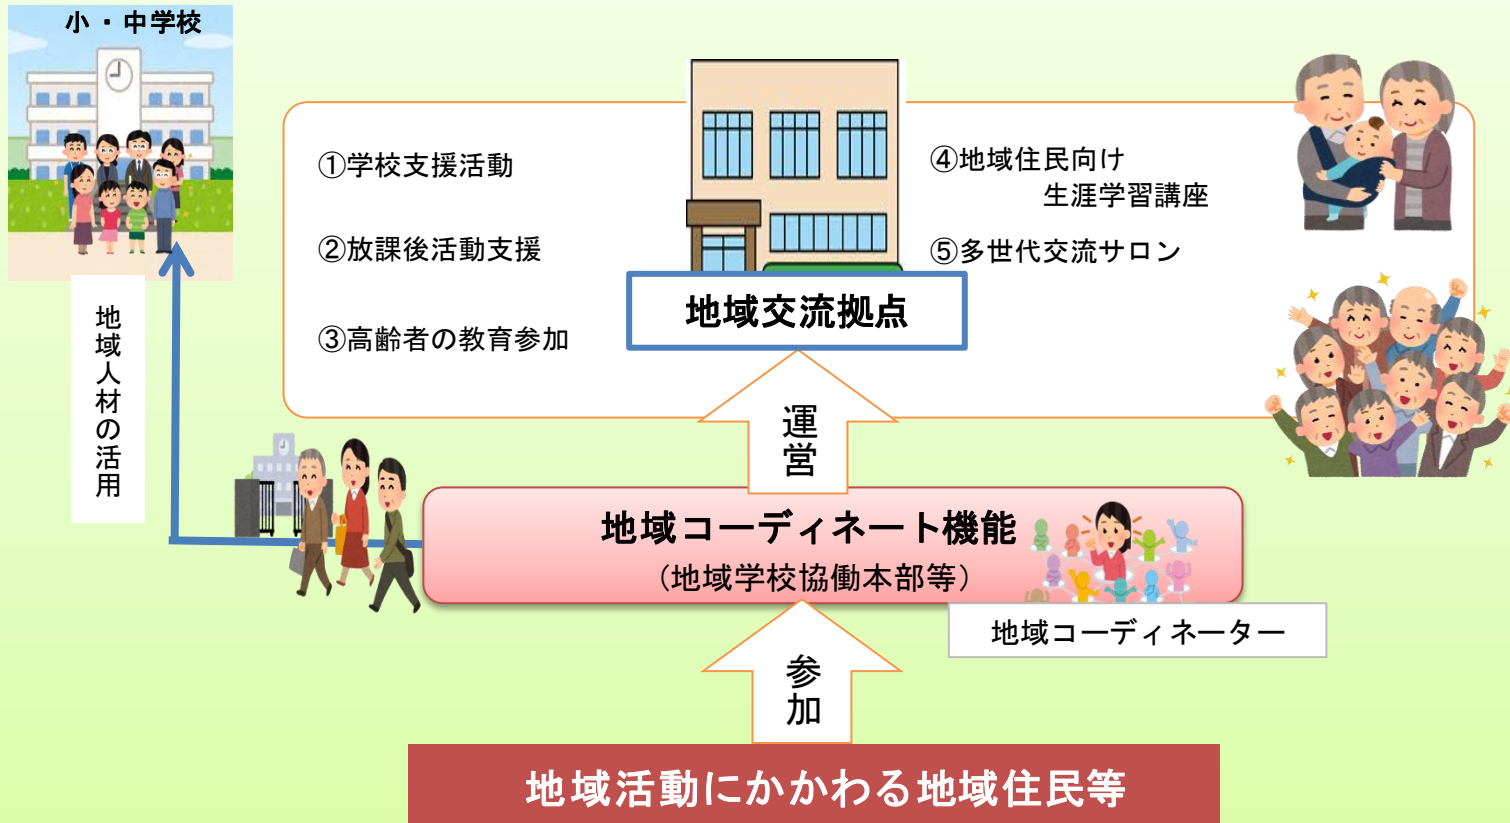 小・中学校
①学校支援活動
②放課後活動支援
③高齢者の教育参加
④地域住民向け
生涯学習講座
⑤多世代交流サロン
地域交流拠点
地域人材の活用
運営
地域コーディネート機能
（地域学校協働本部等）
地域コーディネーター
参加
地域活動にかかわる地域住民等